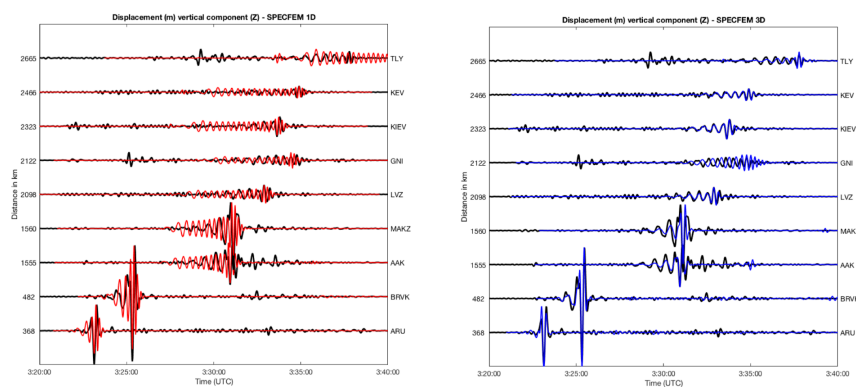 Displacement (m) vertical component (Z) - SPECFEM 1D
Distance in km
2665 TLY
2466 KEV
2323 KIEV
2122 GNI
2098 LVZ
1560 MAKZ
1555 AAK
482 BRVK
368 ARU
3:20:00 3:25:00 3:30:00 3:35:00 3:40:00
Time (UTC)
Displacement (m) vertical component (Z) - SPECFEM 3D
Distance in km
2665 TLY
2466 KEV
2323 KIEV
2122 GNI
2098 LVZ
1560 MAKZ
1555 AAK
482 BRVK
368 ARU
3:20:00 3:25:00 3:30:00 3:35:00 3:40:00
Time (UTC)